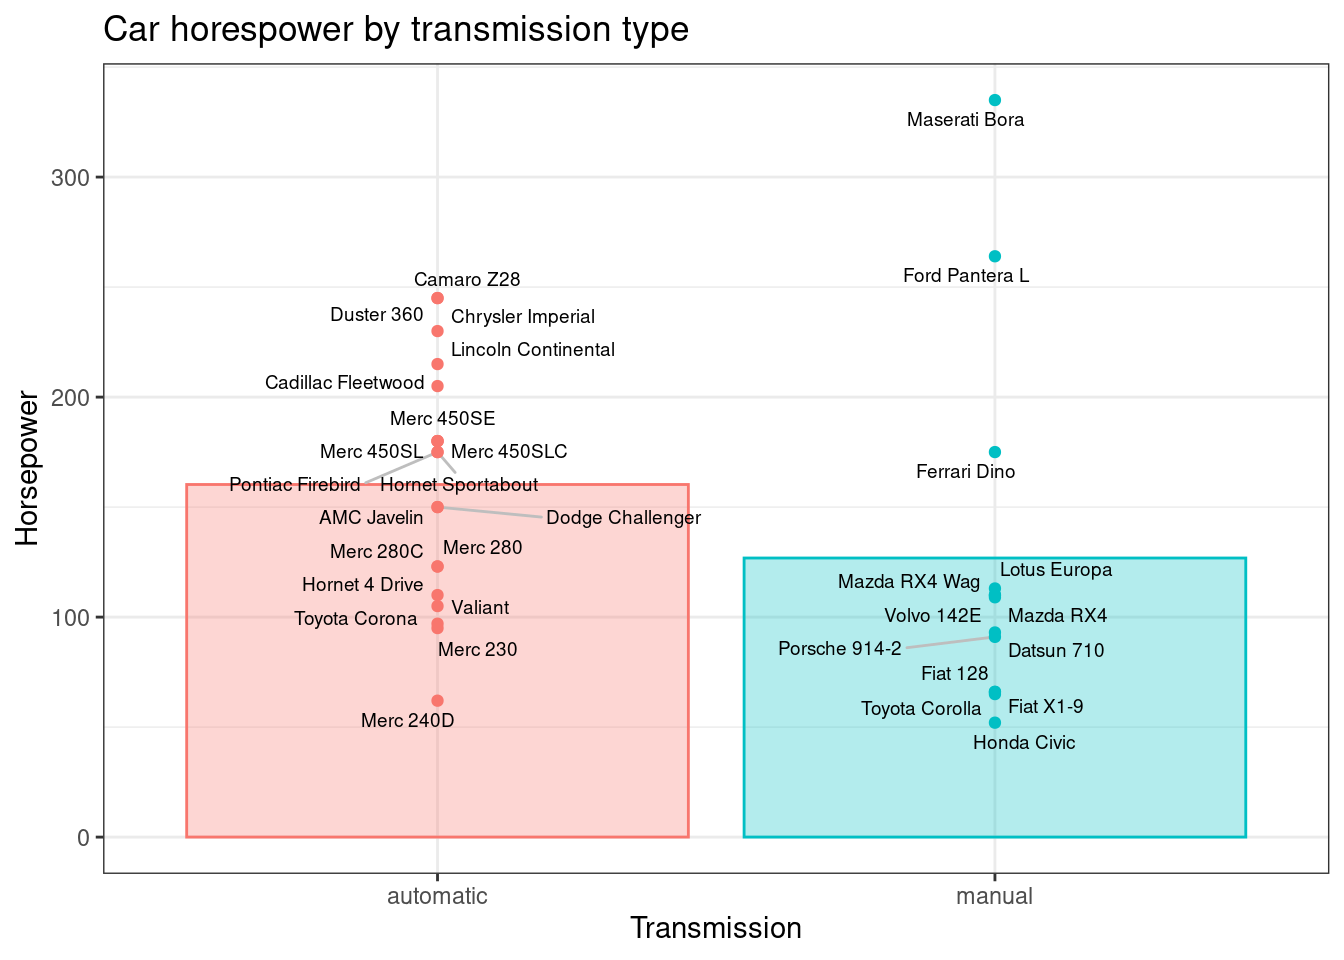 Car horespower by transmission type
Horsepower
300
200
100
0
Camaro Z28
Duster 360
Chrysler Imperial
Lincoln Continental
Cadillac Fleetwood
Merc 450SE
Merc 450SL
Merc 450SLC
Pontiac Firebird
Hornet Sportabout
AMC Javelin
Dodge Challenger
Merc 280C
Merc 280
Hornet 4 Drive
Valiant
Toyota Corona
Merc 230
Merc 240D
Maserati Bora
Ford Pantera L
Ferrari Dino
Lotus Europa
Mazda RX4 Wag
Volvo 142E
Mazda RX4
Porsche 914-2
Datsun 710
Fiat 128
Toyota Corolla
Fiat X1-9
Honda Civic
automatic
manual
Transmission